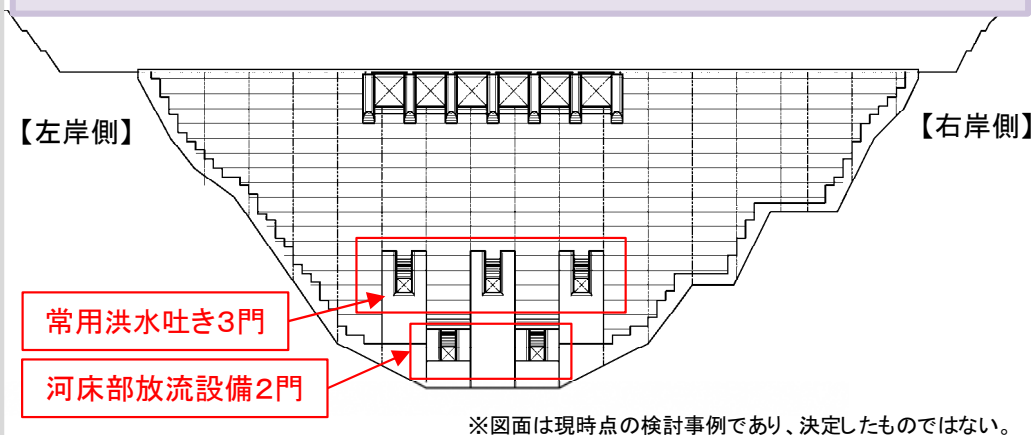 【左岸側】
【右岸側】
常用洪水吐き3門
河床部放流設備2門
※図面は現時点の検討事例であり、決定したものではない。